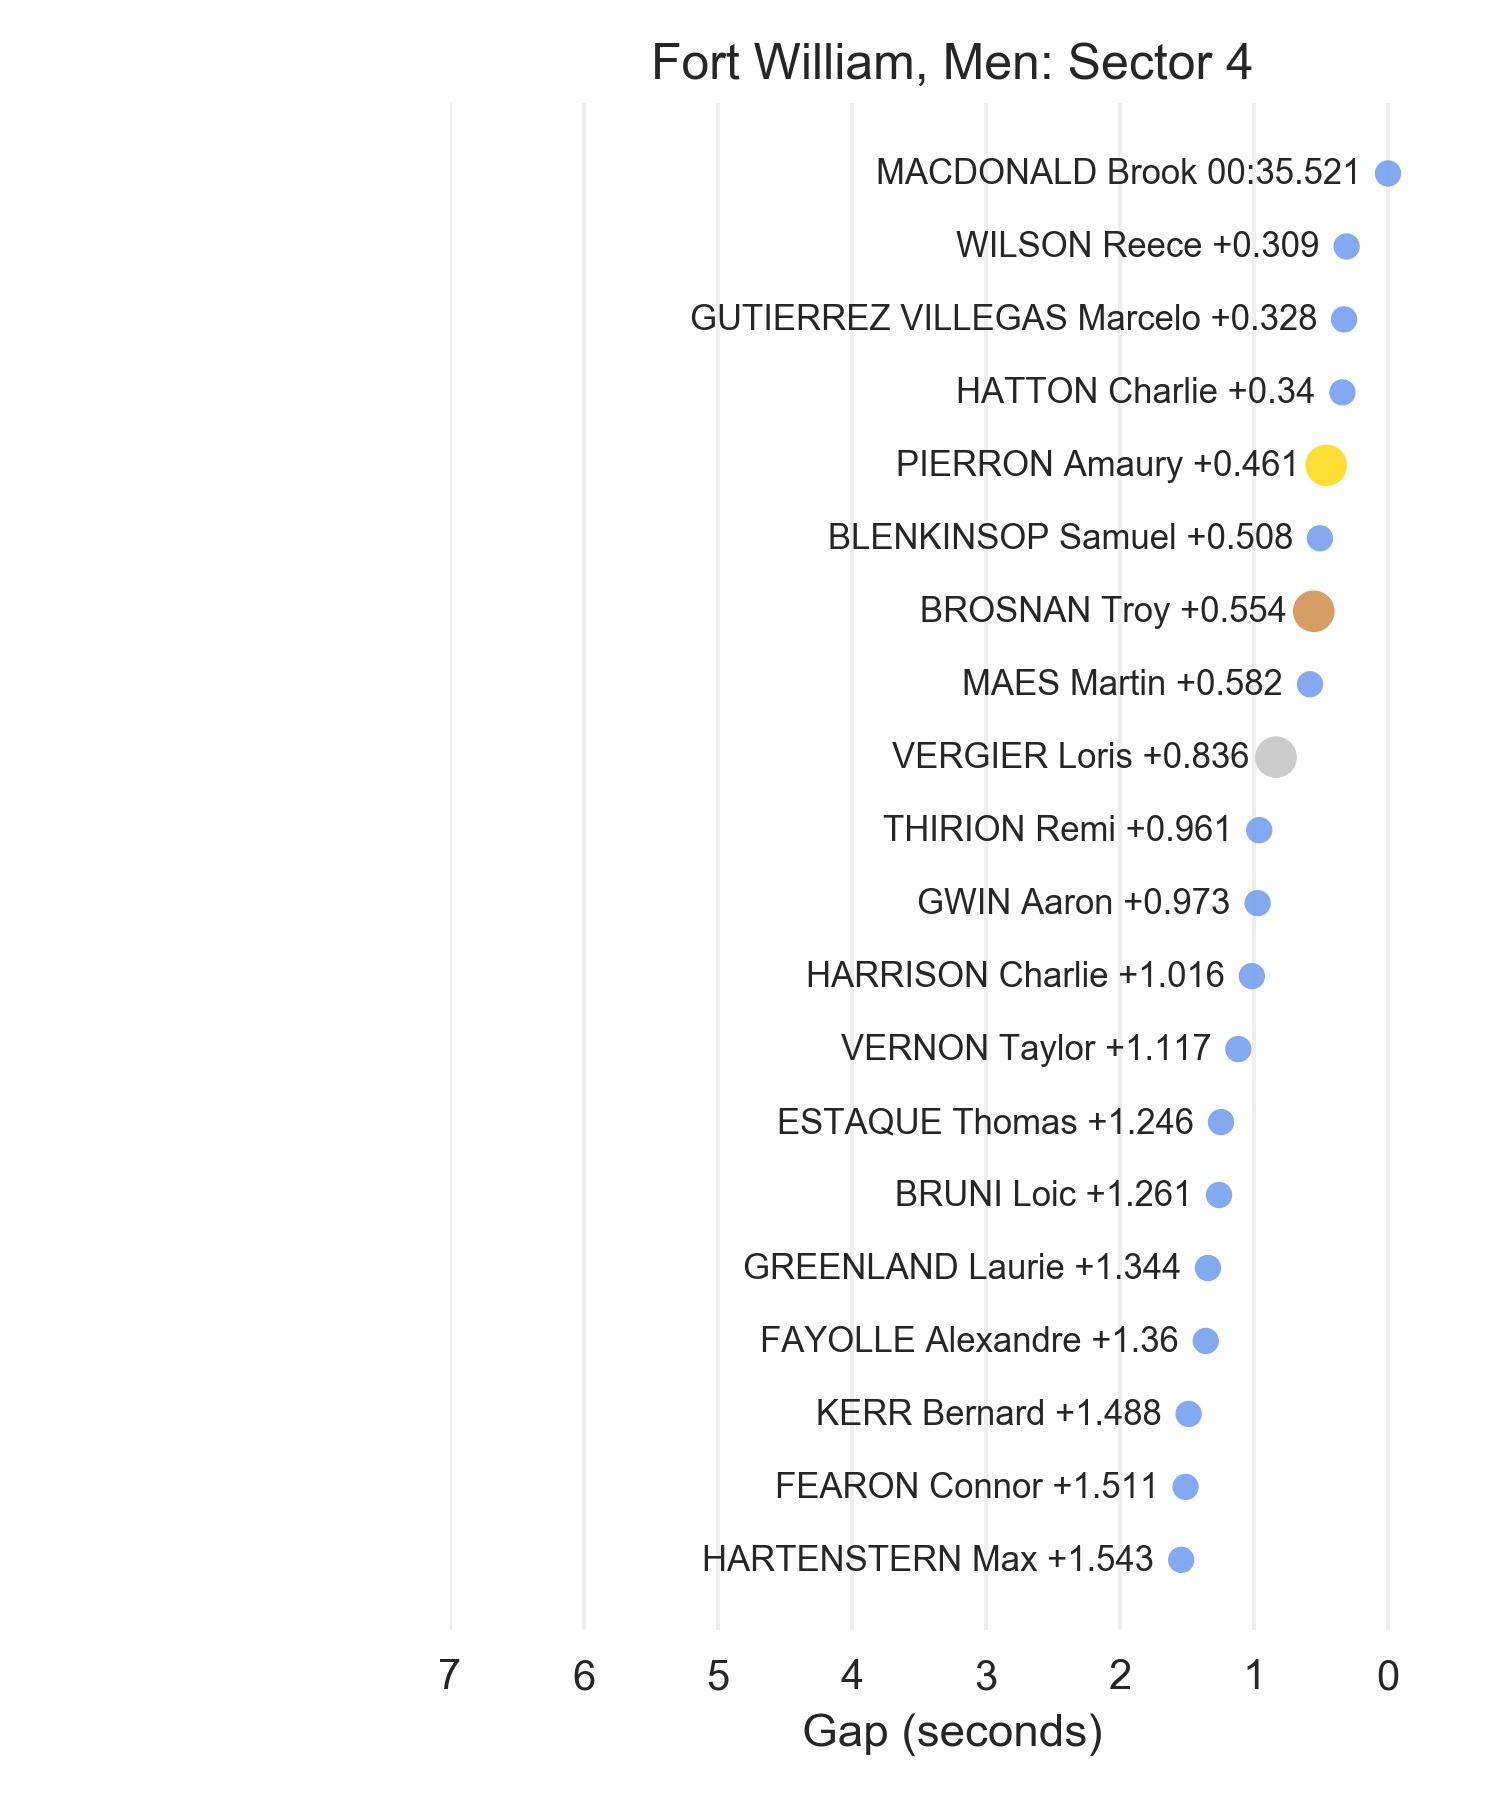 Fort William, Men: Sector 4
MACDONALD Brook 00:35.521
WILSON Reece +0.309
GUTIERREZ VILLEGAS Marcelo +0.328
HATTON Charlie +0.34
PIERRON Amaury +0.461
BLENKINSOP Samuel +0.508
BROSNAN Troy +0.554
MAES Martin +0.582
VERGIER Loris +0.836
THIRION Remi +0.961
GWIN Aaron +0.973
HARRISON Charlie +1.016
VERNON Taylor +1.117
ESTAQUE Thomas +1.246
BRUNI Loic +1.261
GREENLAND Laurie +1.344
FAYOLLE Alexandre +1.36
KERR Bernard +1.488
FEARON Connor +1.511
HARTENSTERN Max +1.543
7 6 5 4 3 2 1 0
Gap (seconds)